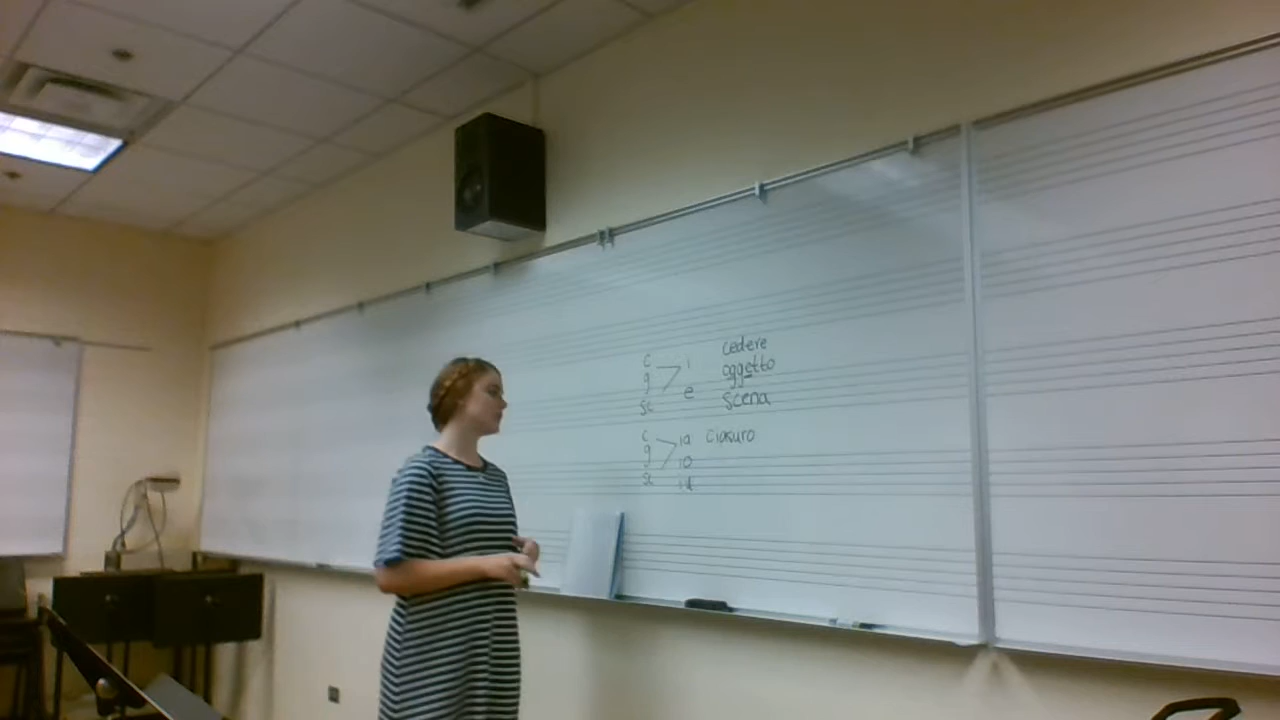 c i cedere
g oggetto
sc e scena
c ia ciasuro
g io
sc iu